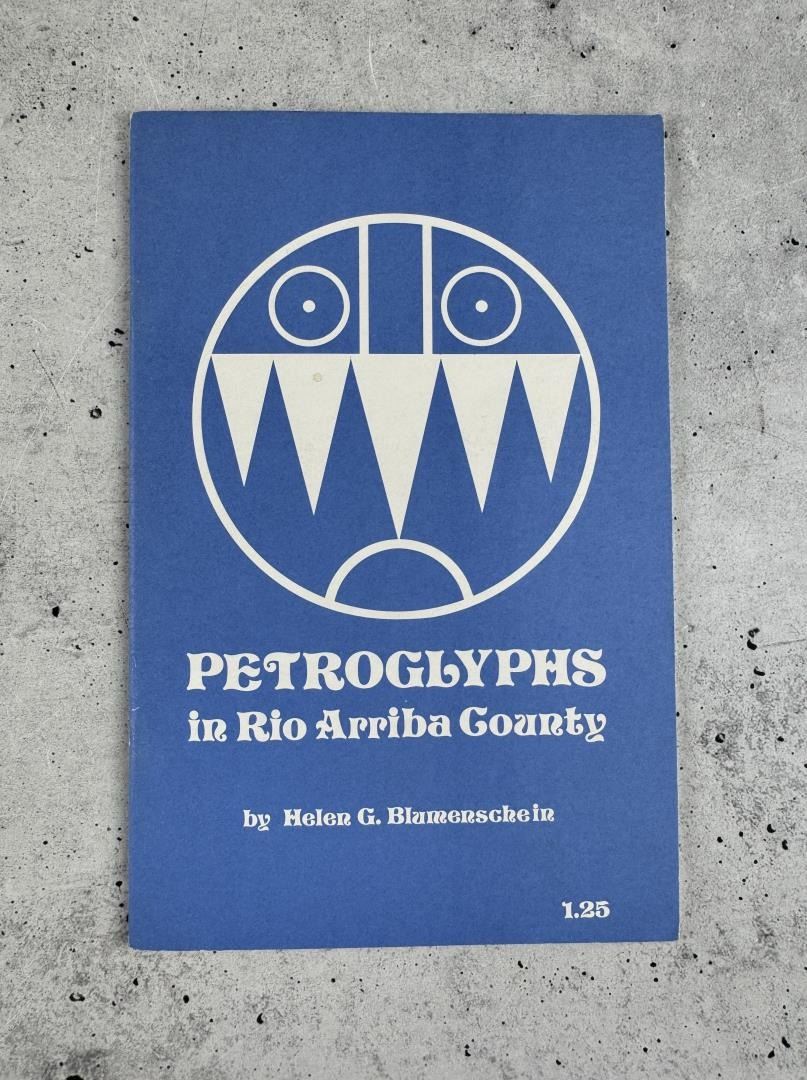 PETROGLYPHS
in Rio Arriba County
by Helen G. Blumenschein
1.25